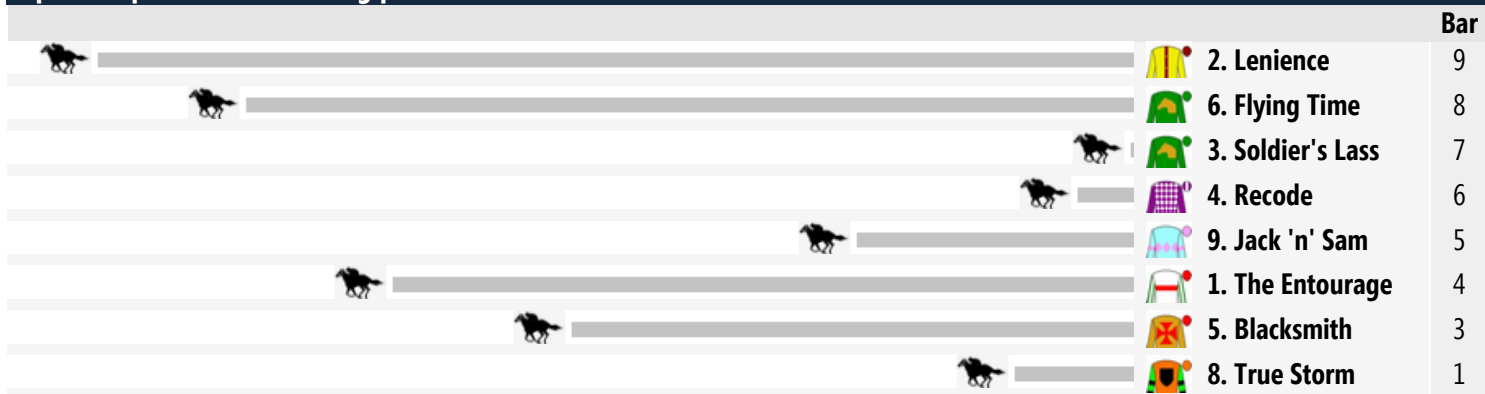 Bar
2. Lenience 9
6. Flying Time 8
3. Soldier's Lass 7
4. Recode 6
9. Jack 'n' Sam 5
1. The Entourage 4
5. Blacksmith 3
8. True Storm 1